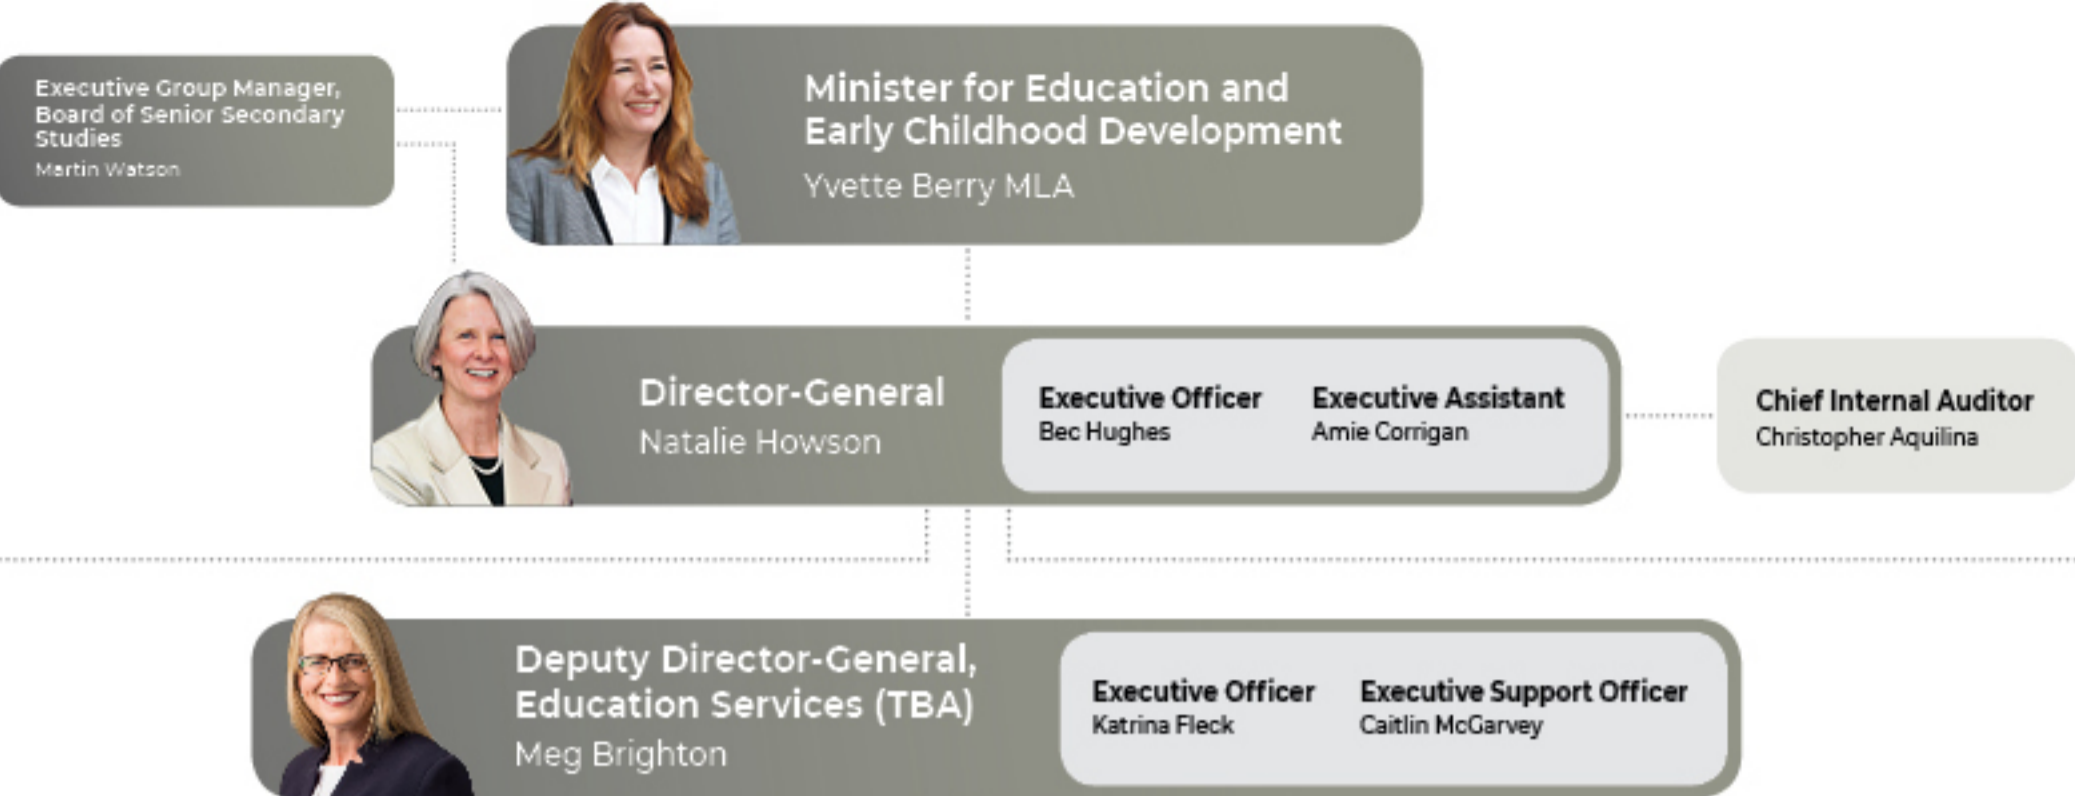 Executive Group Manager,
Board of Senior Secondary
Studies
Martin Watson
Minister for Education and
Early Childhood Development
Yvette Berry MLA
Director-General
Natalie Howson
Executive Officer
Bec Hughes
Executive Assistant
Amie Corrigan
Chief Internal Auditor
Christopher Aquilina
Deputy Director-General,
Education Services (TBA)
Meg Brighton
Executive Officer
Katrina Fleck
Executive Support Officer
Caitlin McGarvey